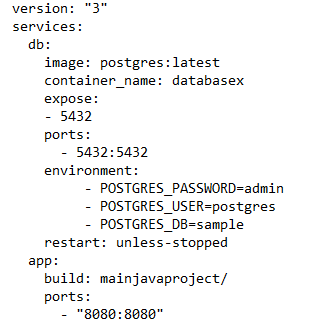 version: "3"
services:
  db:
    image: postgres:latest
    container_name: databasex
    expose:
    - 5432
    ports:
      - 5432:5432
    environment:
         - POSTGRES_PASSWORD=admin
         - POSTGRES_USER=postgres
         - POSTGRES_DB=sample
    restart: unless-stopped
  app:
    build: mainjavaproject/
    ports:
      - "8080:8080"